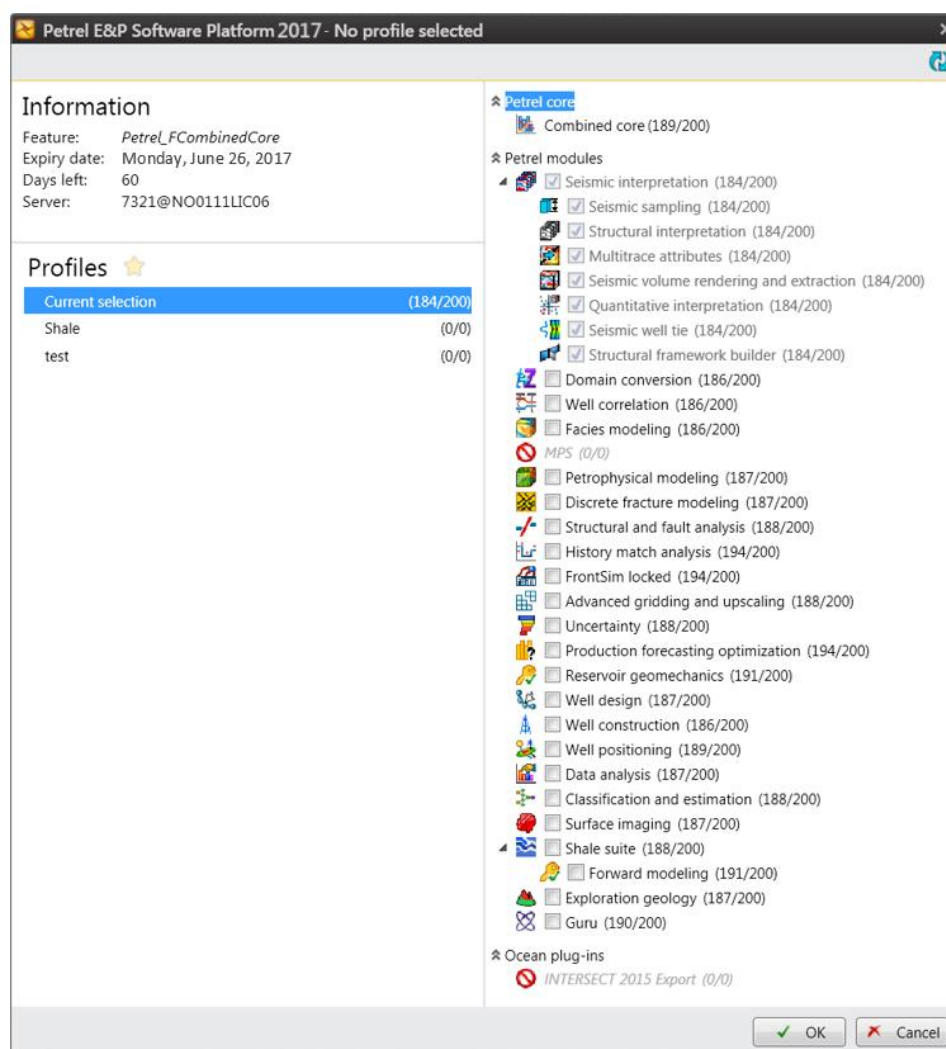 Petrel E&P Software Platform 2017 - No profile selected
Information
Feature: Petrel_FCombinedCore
Expiry date: Monday, June 26, 2017
Days left: 60
Server: 7321@NO0111LIC06
Profiles
Current selection (184/200)
Shale (0/0)
test (0/0)
Petrel core
Combined core (189/200)
Petrel modules
Seismic interpretation (184/200)
Seismic sampling (184/200)
Structural interpretation (184/200)
Multitrace attributes (184/200)
Seismic volume rendering and extraction (184/200)
Quantitative interpretation (184/200)
Seismic well tie (184/200)
Structural framework builder (184/200)
Domain conversion (186/200)
Well correlation (186/200)
Facies modeling (186/200)
MPS (0/0)
Petrophysical modeling (187/200)
Discrete fracture modeling (187/200)
Structural and fault analysis (188/200)
History match analysis (194/200)
FrontSim locked (194/200)
Advanced gridding and upscaling (188/200)
Uncertainty (188/200)
Production forecasting optimization (194/200)
Reservoir geomechanics (191/200)
Well design (187/200)
Well construction (186/200)
Well positioning (189/200)
Data analysis (187/200)
Classification and estimation (188/200)
Surface imaging (187/200)
Shale suite (188/200)
Forward modeling (191/200)
Exploration geology (187/200)
Guru (190/200)
Ocean plug-ins
INTERSECT 2015 Export (0/0)
OK
Cancel